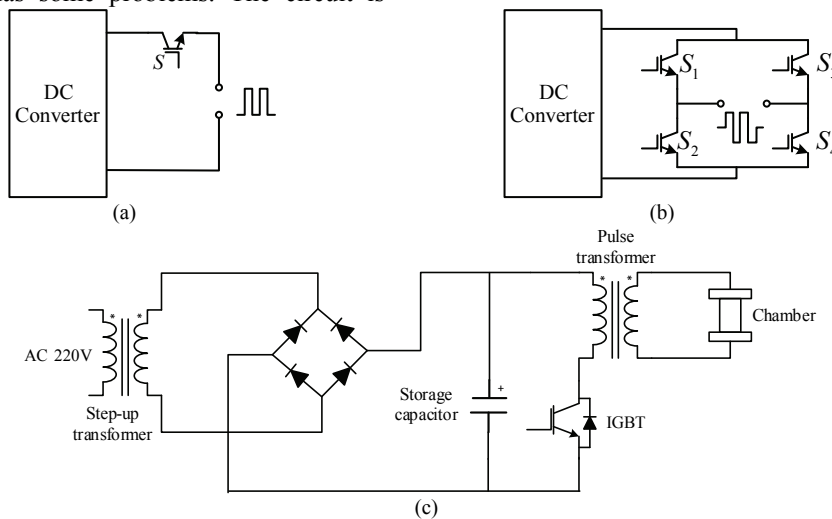 has some problems. The circuit is
DC
Converter
S
(a)
DC
Converter
S1
S2
(b)
AC 220V
Step-up
transformer
Storage
capacitor
+
IGBT
Pulse
transformer
* *
* *
Chamber
(c)